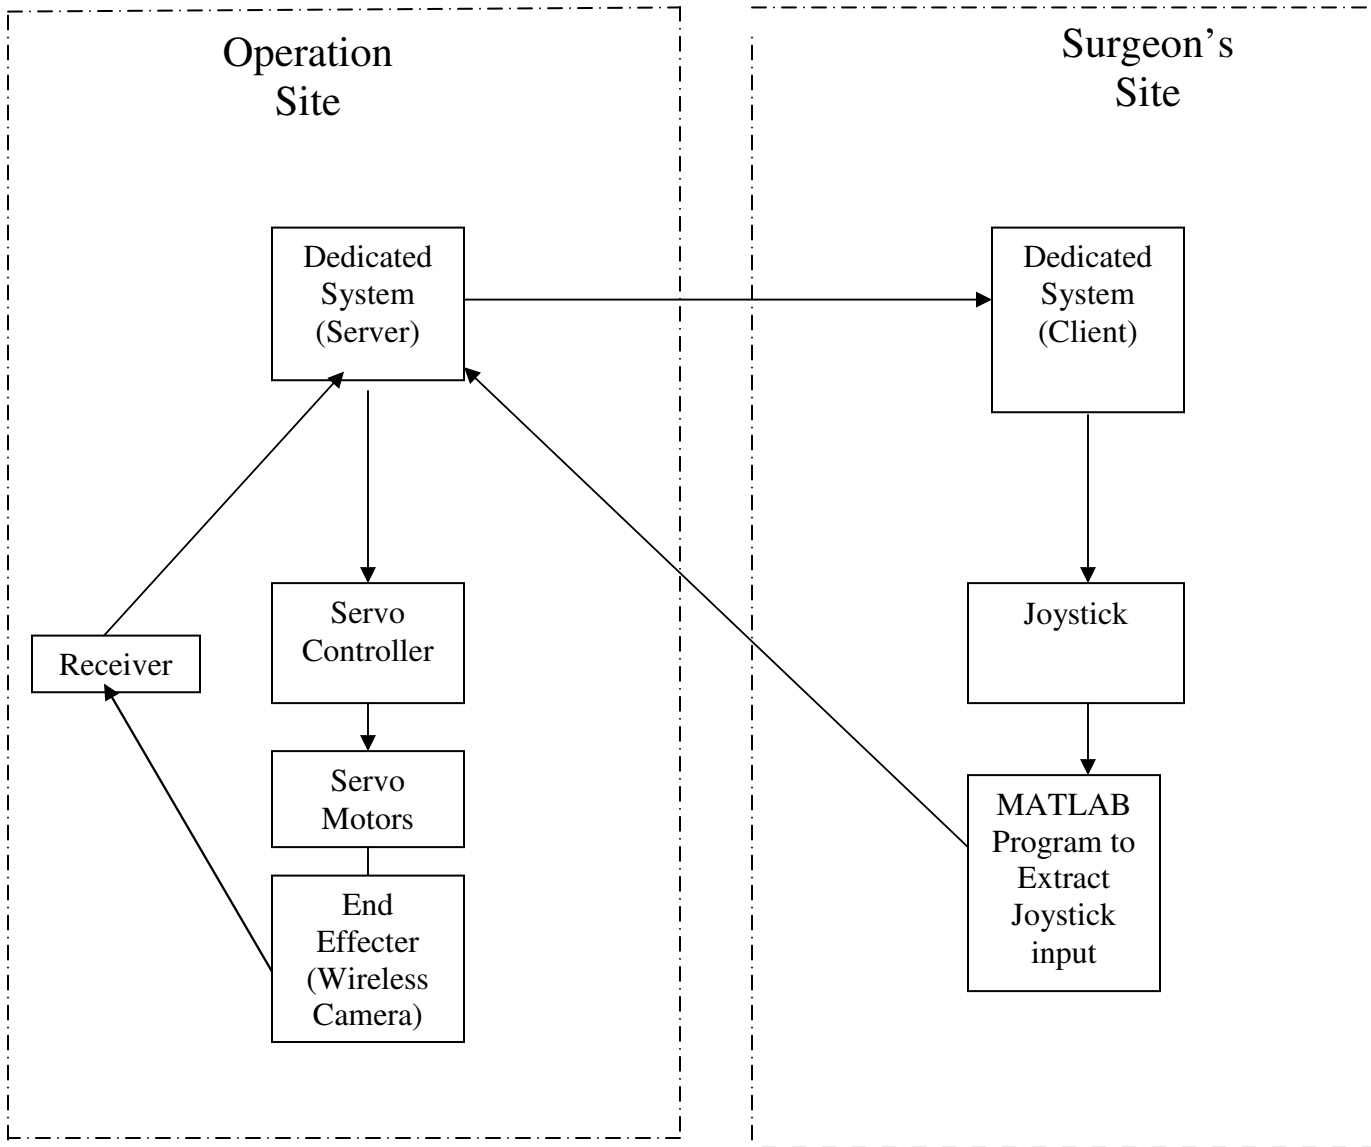 Operation
Site
Surgeon's
Site
Dedicated
System
(Server)
Dedicated
System
(Client)
Servo
Controller
Joystick
Receiver
Servo
Motors
MATLAB
Program to
Extract
Joystick
input
End
Effecter
(Wireless
Camera)